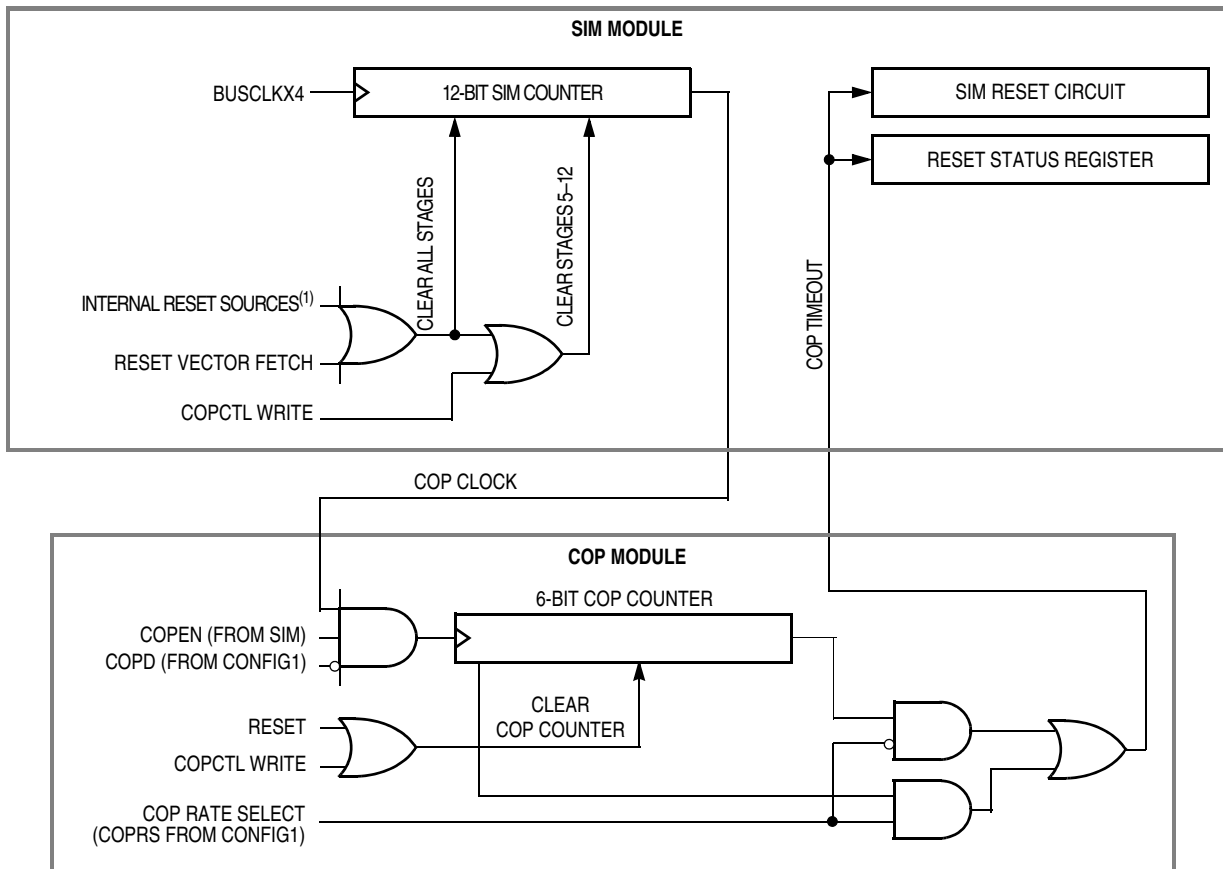 SIM MODULE
BUSCLKX4
12-BIT SIM COUNTER
SIM RESET CIRCUIT
RESET STATUS REGISTER
CLEAR ALL STAGES
CLEAR STAGES 5–12
COP TIMEOUT
INTERNAL RESET SOURCES(1)
RESET VECTOR FETCH
COPCTL WRITE
COP CLOCK
COP MODULE
6-BIT COP COUNTER
COPEN (FROM SIM)
COPD (FROM CONFIG1)
CLEAR
COP COUNTER
RESET
COPCTL WRITE
COP RATE SELECT
(COPRS FROM CONFIG1)